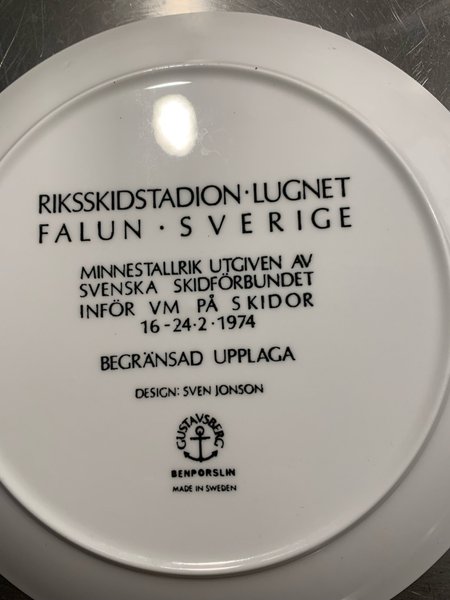 RIKSSKIDSTADION·LUGNET
FALUN · SVERIGE
MINNESTALLRIK UTGIVEN AV
SVENSKA SKIDFÖRBUNDET
INFÖR VM PÅ SKIDOR
16-24·2·1974
BEGRÄNSAD UPPLAGA
DESIGN: SVEN JONSON
GUSTAVSBERG
BENPORSLIN
MADE IN SWEDEN